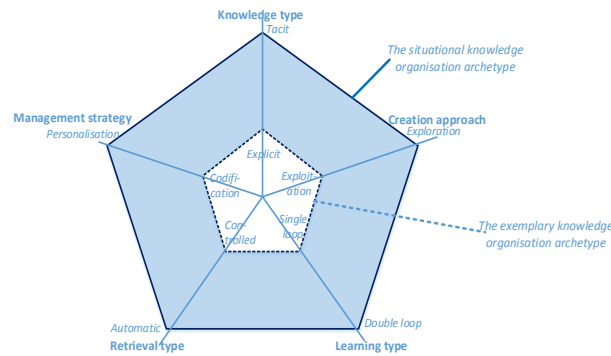 Knowledge type
Tacit
The situational knowledge
organisation archetype
Management strategy
Personalisation
Creation approach
Exploration
Explicit
Codifi-
cation
Exploit-
ation
Con-
trolled
Single
loop
The exemplary knowledge
organisation archetype
Automatic
Retrieval type
Double loop
Learning type